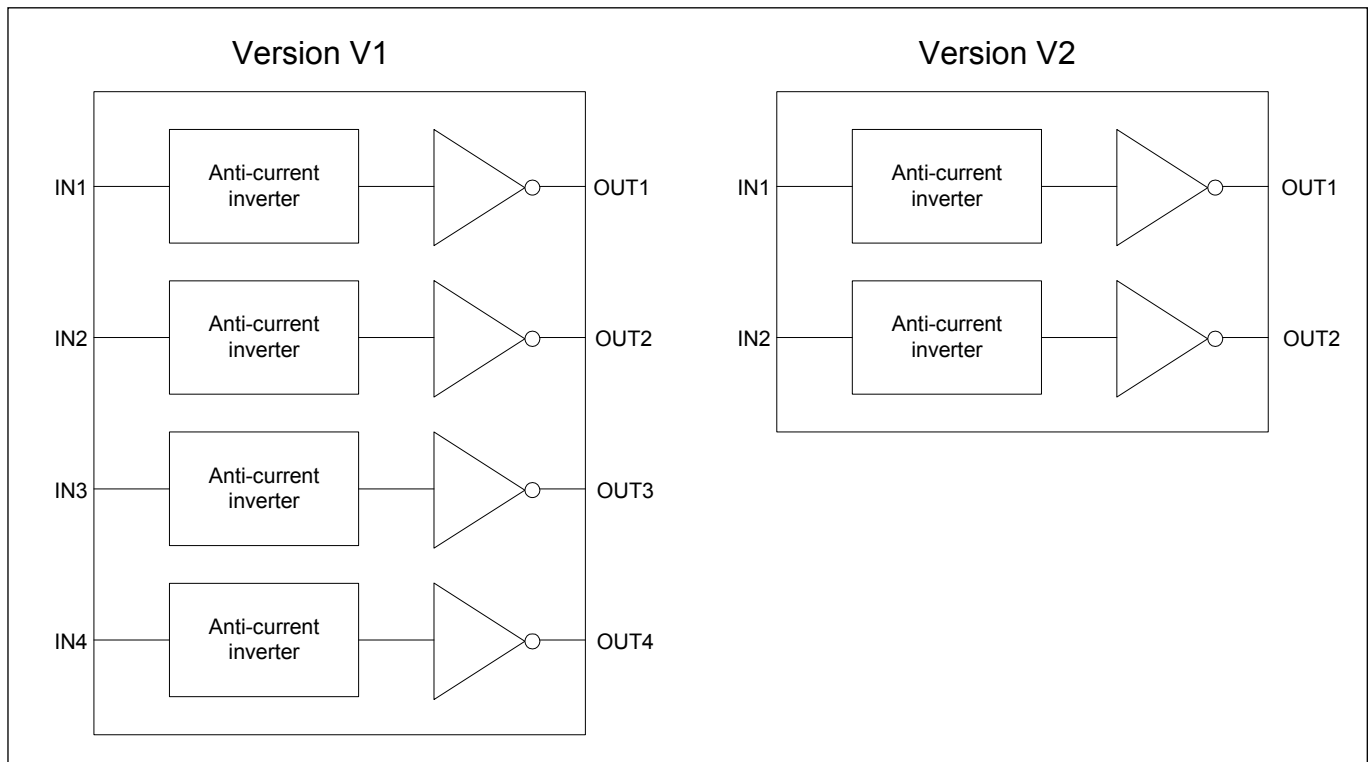 Version V1
IN1
Anti-current
inverter
OUT1
IN2
Anti-current
inverter
OUT2
IN3
Anti-current
inverter
OUT3
IN4
Anti-current
inverter
OUT4
Version V2
IN1
Anti-current
inverter
OUT1
IN2
Anti-current
inverter
OUT2